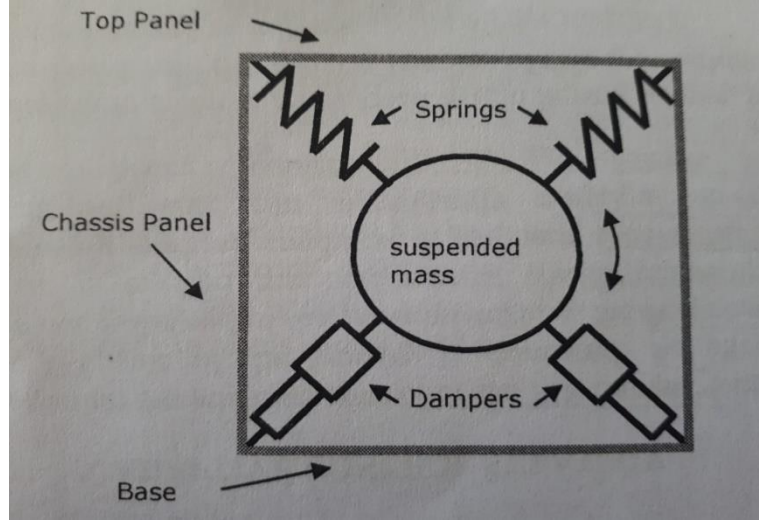 Top Panel
Springs
Chassis Panel
suspended
mass
Dampers
Base